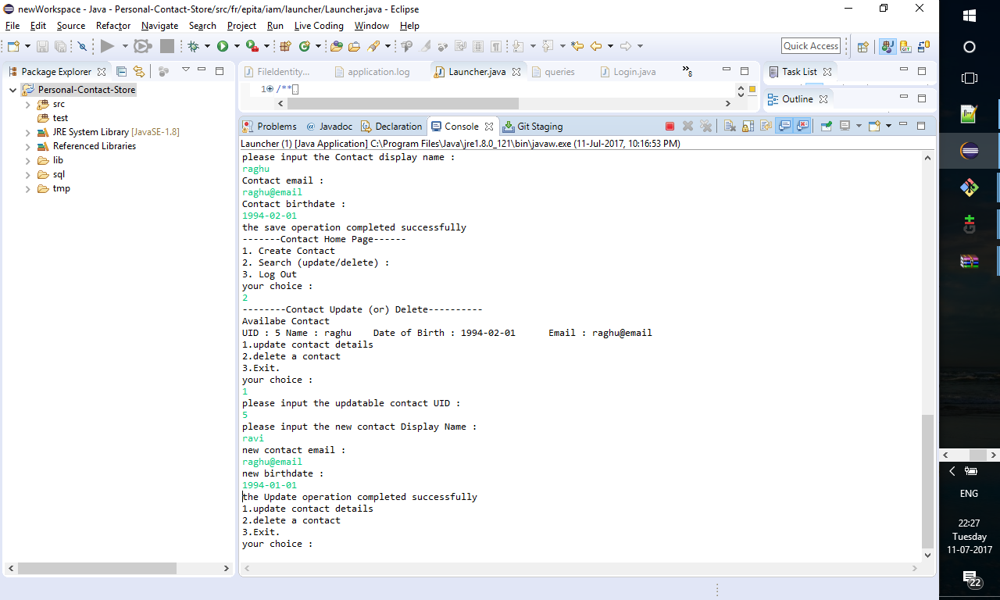 newWorkspace - Java - Personal-Contact-Store/src/fr/epita/iam/launcher/Launcher.java - Eclipse
File Edit Source Refactor Navigate Search Project Run Live Coding Window Help
Quick Access
Package Explorer
Personal-Contact-Store
src
test
JRE System Library [JavaSE-1.8]
Referenced Libraries
lib
sql
tmp
FileIdentity... application.log Launcher.java queries Login.java »8
1 /**
Task List
Outline
Problems @ Javadoc Declaration Console Git Staging
Launcher (1) [Java Application] C:\Program Files\Java\jre1.8.0_121\bin\javaw.exe (11-Jul-2017, 10:16:53 PM)
please input the Contact display name :
raghu
Contact email :
raghu@email
Contact birthdate :
1994-02-01
the save operation completed successfully
-------Contact Home Page------
1. Create Contact
2. Search (update/delete) :
3. Log Out
your choice :
2
--------Contact Update (or) Delete----------
Availabe Contact
UID : 5 Name : raghu    Date of Birth : 1994-02-01      Email : raghu@email
1.update contact details
2.delete a contact
3.Exit.
your choice :
1
please input the updatable contact UID :
5
please input the new contact Display Name :
ravi
new contact email :
raghu@email
new birthdate :
1994-01-01
the Update operation completed successfully
1.update contact details
2.delete a contact
3.Exit.
your choice :
GIT
ENG
22:27
Tuesday
11-07-2017
22